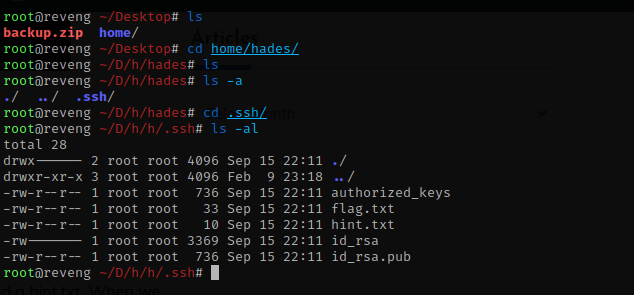 root@reveng ~/Desktop# ls
backup.zip  home/
root@reveng ~/Desktop# cd home/hades/
root@reveng ~/D/h/hades# ls
root@reveng ~/D/h/hades# ls -a
./  ../  .ssh/
root@reveng ~/D/h/hades# cd .ssh/
root@reveng ~/D/h/h/.ssh# ls -al
total 28
drwx------ 2 root root 4096 Sep 15 22:11 ./
drwxr-xr-x 3 root root 4096 Feb  9 23:18 ../
-rw-r--r-- 1 root root  736 Sep 15 22:11 authorized_keys
-rw-r--r-- 1 root root   33 Sep 15 22:11 flag.txt
-rw-r--r-- 1 root root   10 Sep 15 22:11 hint.txt
-rw------- 1 root root 3369 Sep 15 22:11 id_rsa
-rw-r--r-- 1 root root  736 Sep 15 22:11 id_rsa.pub
root@reveng ~/D/h/h/.ssh#
Articles
hint.txt. When we